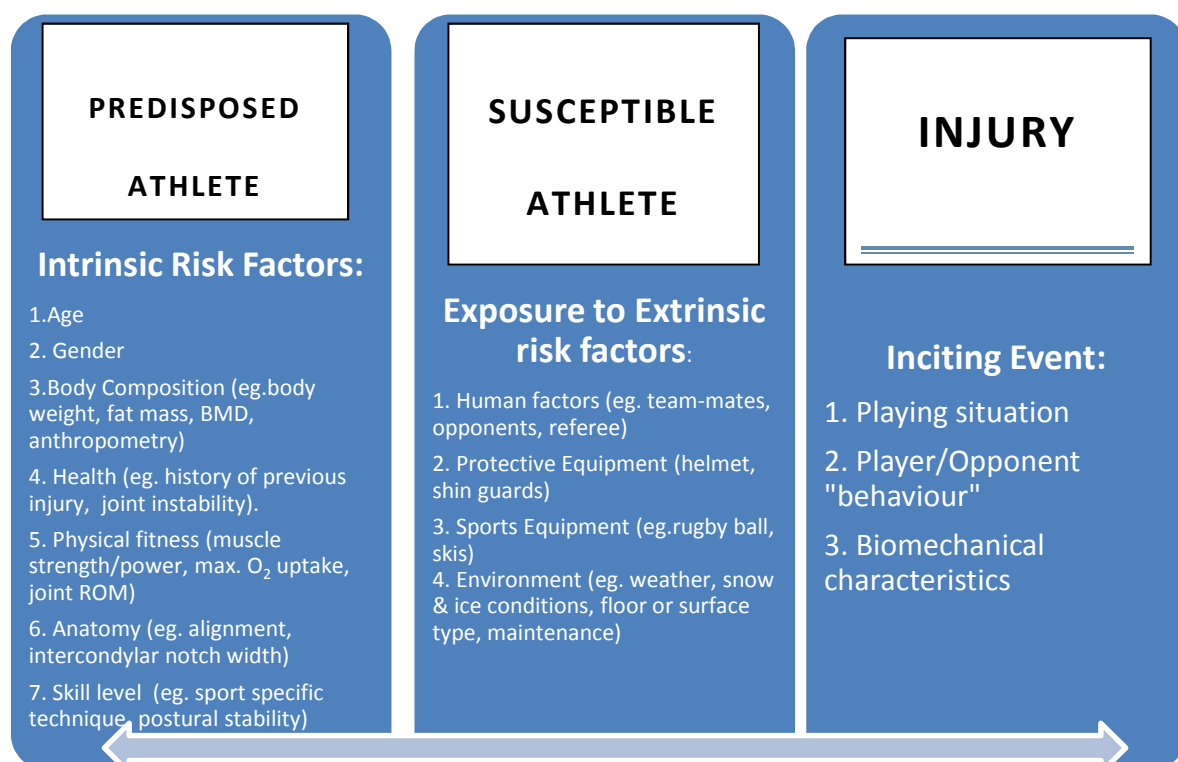 PREDISPOSED
ATHLETE
Intrinsic Risk Factors:
1.Age
2. Gender
3.Body Composition (eg.body
weight, fat mass, BMD,
anthropometry)
4. Health (eg. history of previous
injury,  joint instability).
5. Physical fitness (muscle
strength/power, max. O₂ uptake,
joint ROM)
6. Anatomy (eg. alignment,
intercondylar notch width)
7. Skill level  (eg. sport specific
technique, postural stability)
SUSCEPTIBLE
ATHLETE
Exposure to Extrinsic
risk factors:
1. Human factors (eg. team-mates,
opponents, referee)
2. Protective Equipment (helmet,
shin guards)
3. Sports Equipment (eg.rugby ball,
skis)
4. Environment (eg. weather, snow
& ice conditions, floor or surface
type, maintenance)
INJURY
Inciting Event:
1. Playing situation
2. Player/Opponent
"behaviour"
3. Biomechanical
characteristics